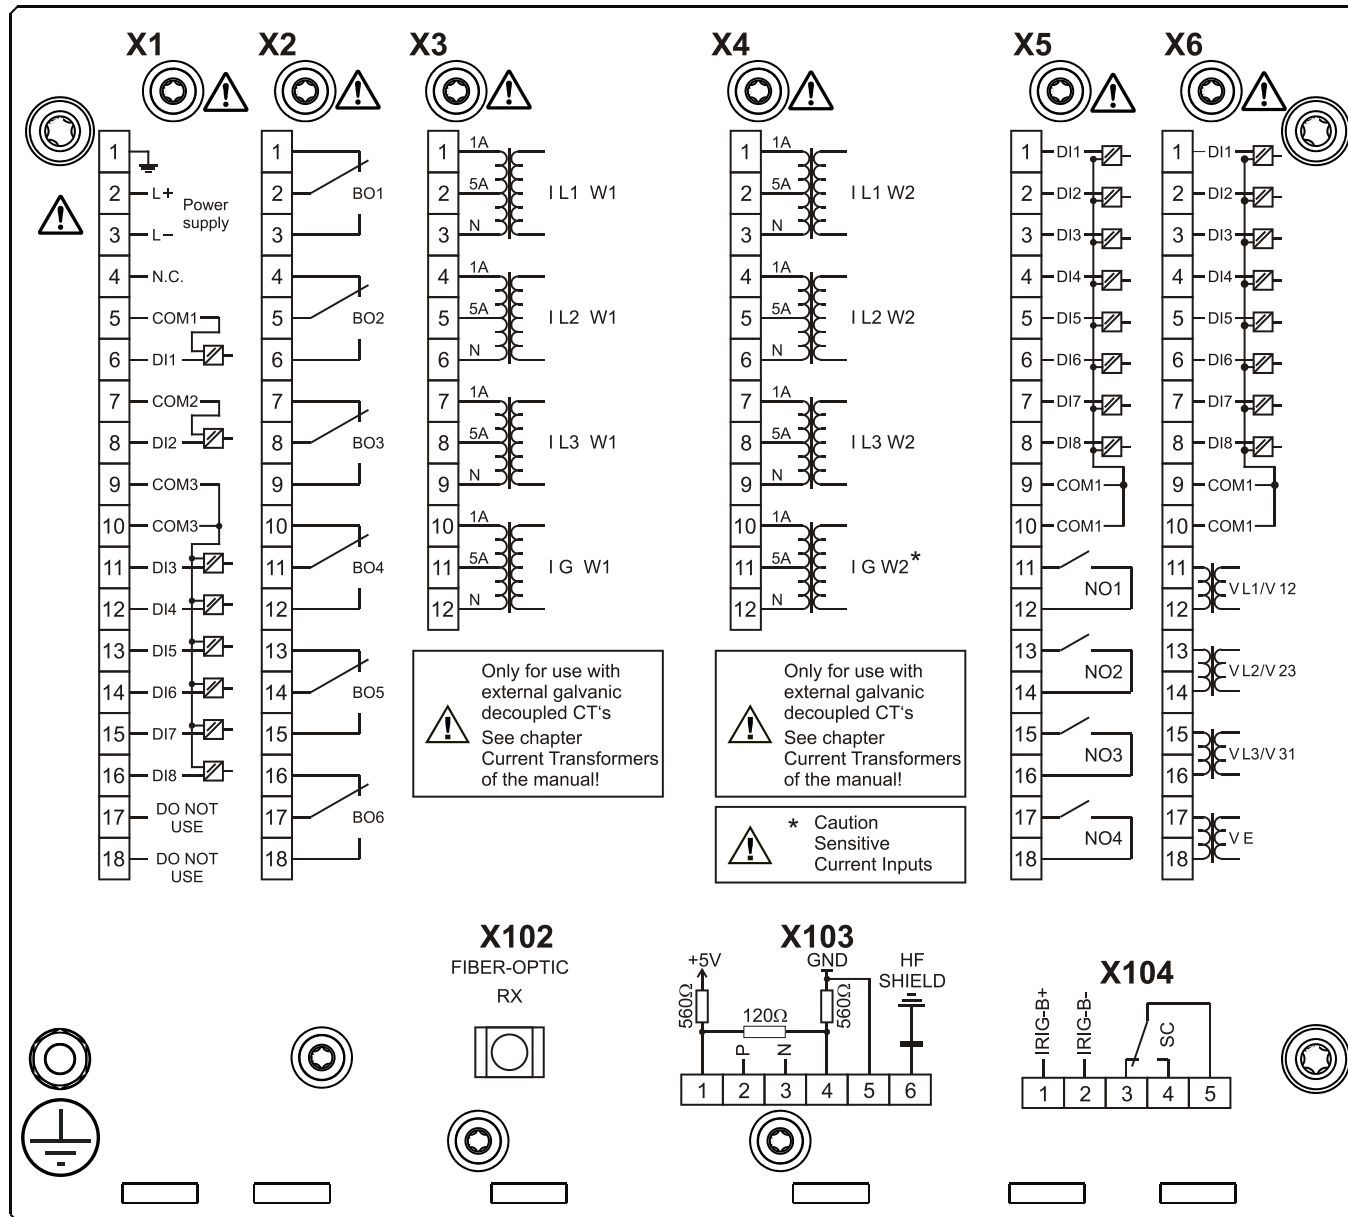 X1
1
2 L+
3 L–
Power
supply
4 N.C.
5 COM1
6 DI1
7 COM2
8 DI2
9 COM3
10 COM3
11 DI3
12 DI4
13 DI5
14 DI6
15 DI7
16 DI8
17 DO NOT
USE
18 DO NOT
USE
X2
1
2 BO1
3
4
5 BO2
6
7
8 BO3
9
10
11 BO4
12
13
14 BO5
15
16
17 BO6
18
X3
1 1A
2 5A I L1 W1
3 N
4 1A
5 5A I L2 W1
6 N
7 1A
8 5A I L3 W1
9 N
10 1A
11 5A I G W1
12 N
Only for use with
external galvanic
decoupled CT‘s
See chapter
Current Transformers
of the manual!
X4
1 1A
2 5A I L1 W2
3 N
4 1A
5 5A I L2 W2
6 N
7 1A
8 5A I L3 W2
9 N
10 1A
11 5A I G W2*
12 N
Only for use with
external galvanic
decoupled CT‘s
See chapter
Current Transformers
of the manual!
* Caution
Sensitive
Current Inputs
X5
1 DI1
2 DI2
3 DI3
4 DI4
5 DI5
6 DI6
7 DI7
8 DI8
9 COM1
10 COM1
11
NO1
12
13
NO2
14
15
NO3
16
17
NO4
18
X6
1 DI1
2 DI2
3 DI3
4 DI4
5 DI5
6 DI6
7 DI7
8 DI8
9 COM1
10 COM1
11
V L1/V 12
12
13
V L2/V 23
14
15
V L3/V 31
16
17
V E
18
X102
FIBER-OPTIC
RX
X103
+5V GND HF
SHIELD
560Ω 120Ω 560Ω
P N
1 2 3 4 5 6
X104
IRIG-B+ IRIG-B- SC
1 2 3 4 5